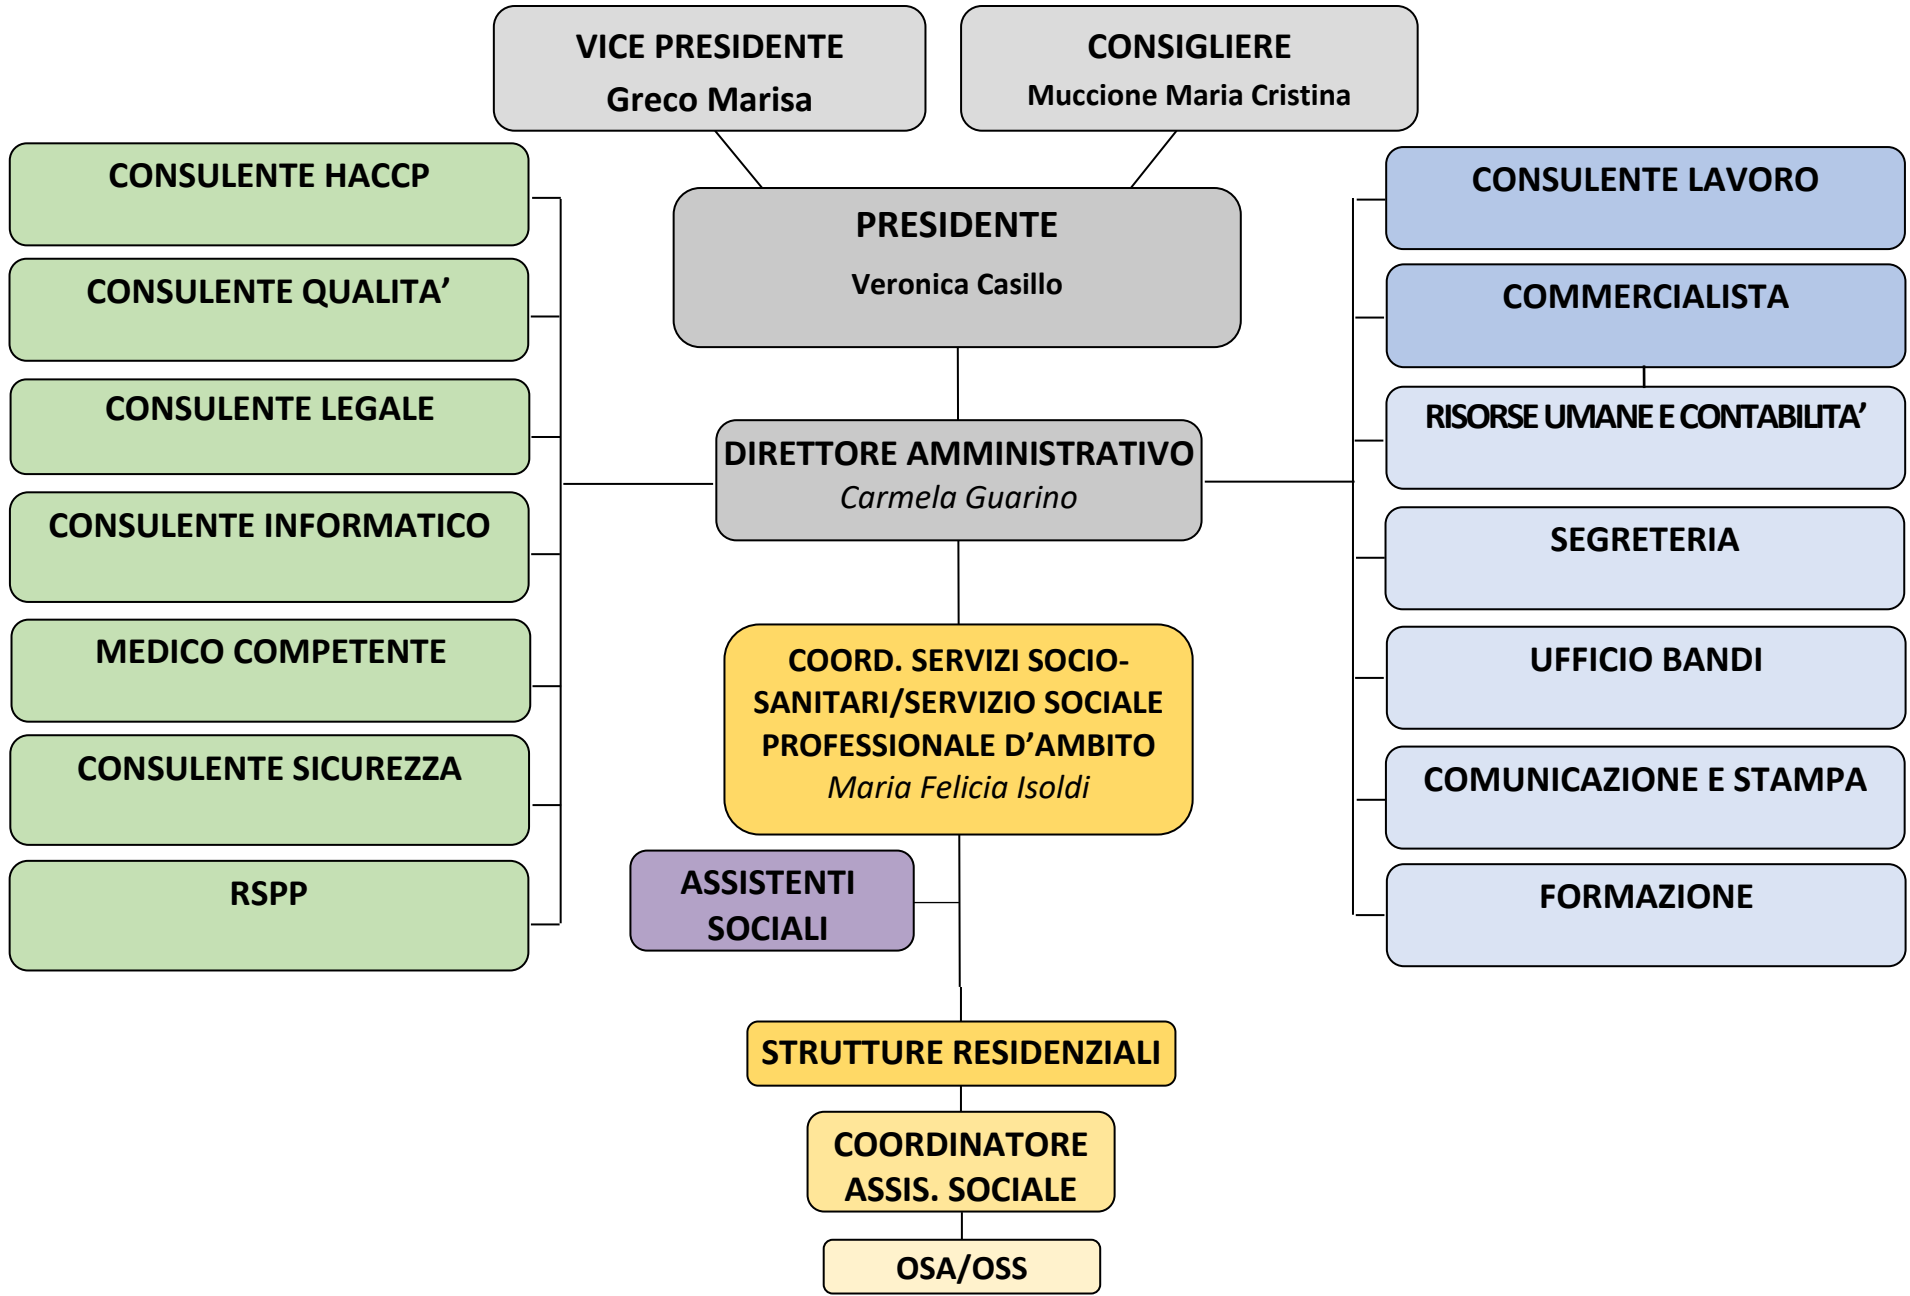 VICE PRESIDENTE
Greco Marisa
CONSIGLIERE
Muccione Maria Cristina
PRESIDENTE
Veronica Casillo
CONSULENTE HACCP
CONSULENTE QUALITA’
CONSULENTE LEGALE
CONSULENTE INFORMATICO
MEDICO COMPETENTE
CONSULENTE SICUREZZA
RSPP
DIRETTORE AMMINISTRATIVO
Carmela Guarino
CONSULENTE LAVORO
COMMERCIALISTA
RISORSE UMANE E CONTABILITA’
SEGRETERIA
UFFICIO BANDI
COMUNICAZIONE E STAMPA
FORMAZIONE
COORD. SERVIZI SOCIO-
SANITARI/SERVIZIO SOCIALE
PROFESSIONALE D’AMBITO
Maria Felicia Isoldi
ASSISTENTI
SOCIALI
STRUTTURE RESIDENZIALI
COORDINATORE
ASSIS. SOCIALE
OSA/OSS